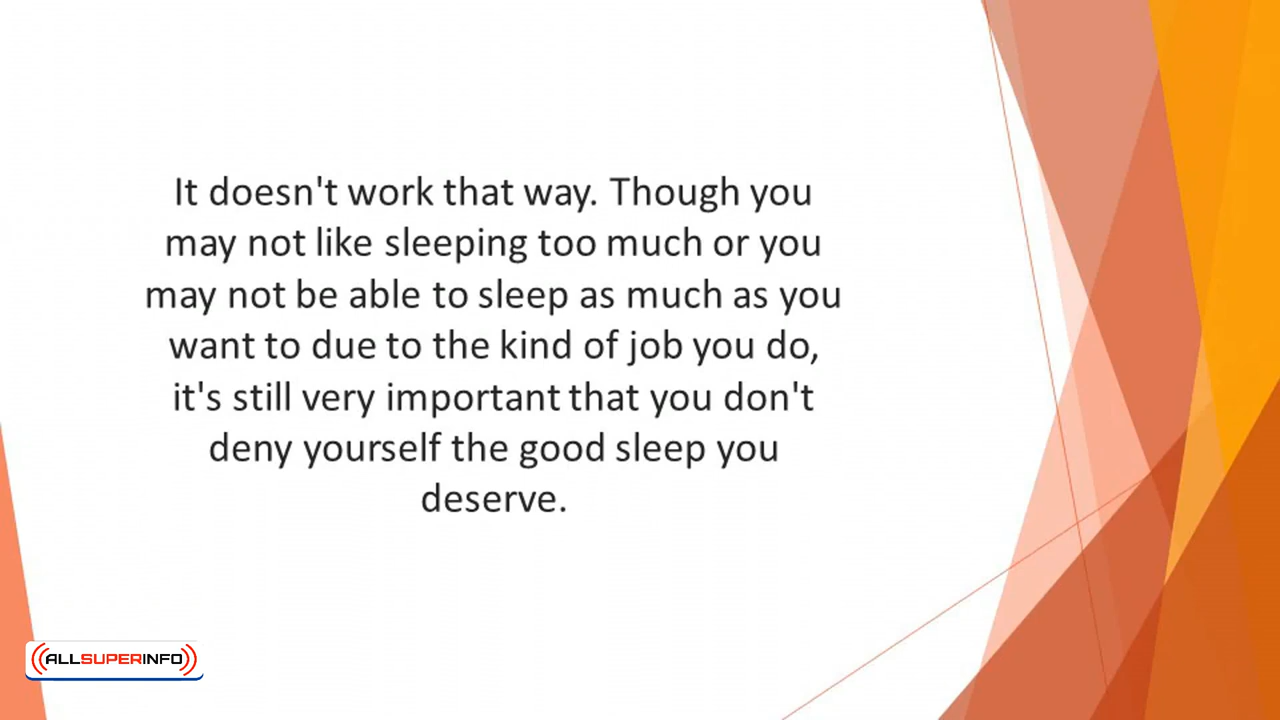 It doesn't work that way. Though you
may not like sleeping too much or you
may not be able to sleep as much as you
want to due to the kind of job you do,
it's still very important that you don't
deny yourself the good sleep you
deserve.
ALLSUPERINFO